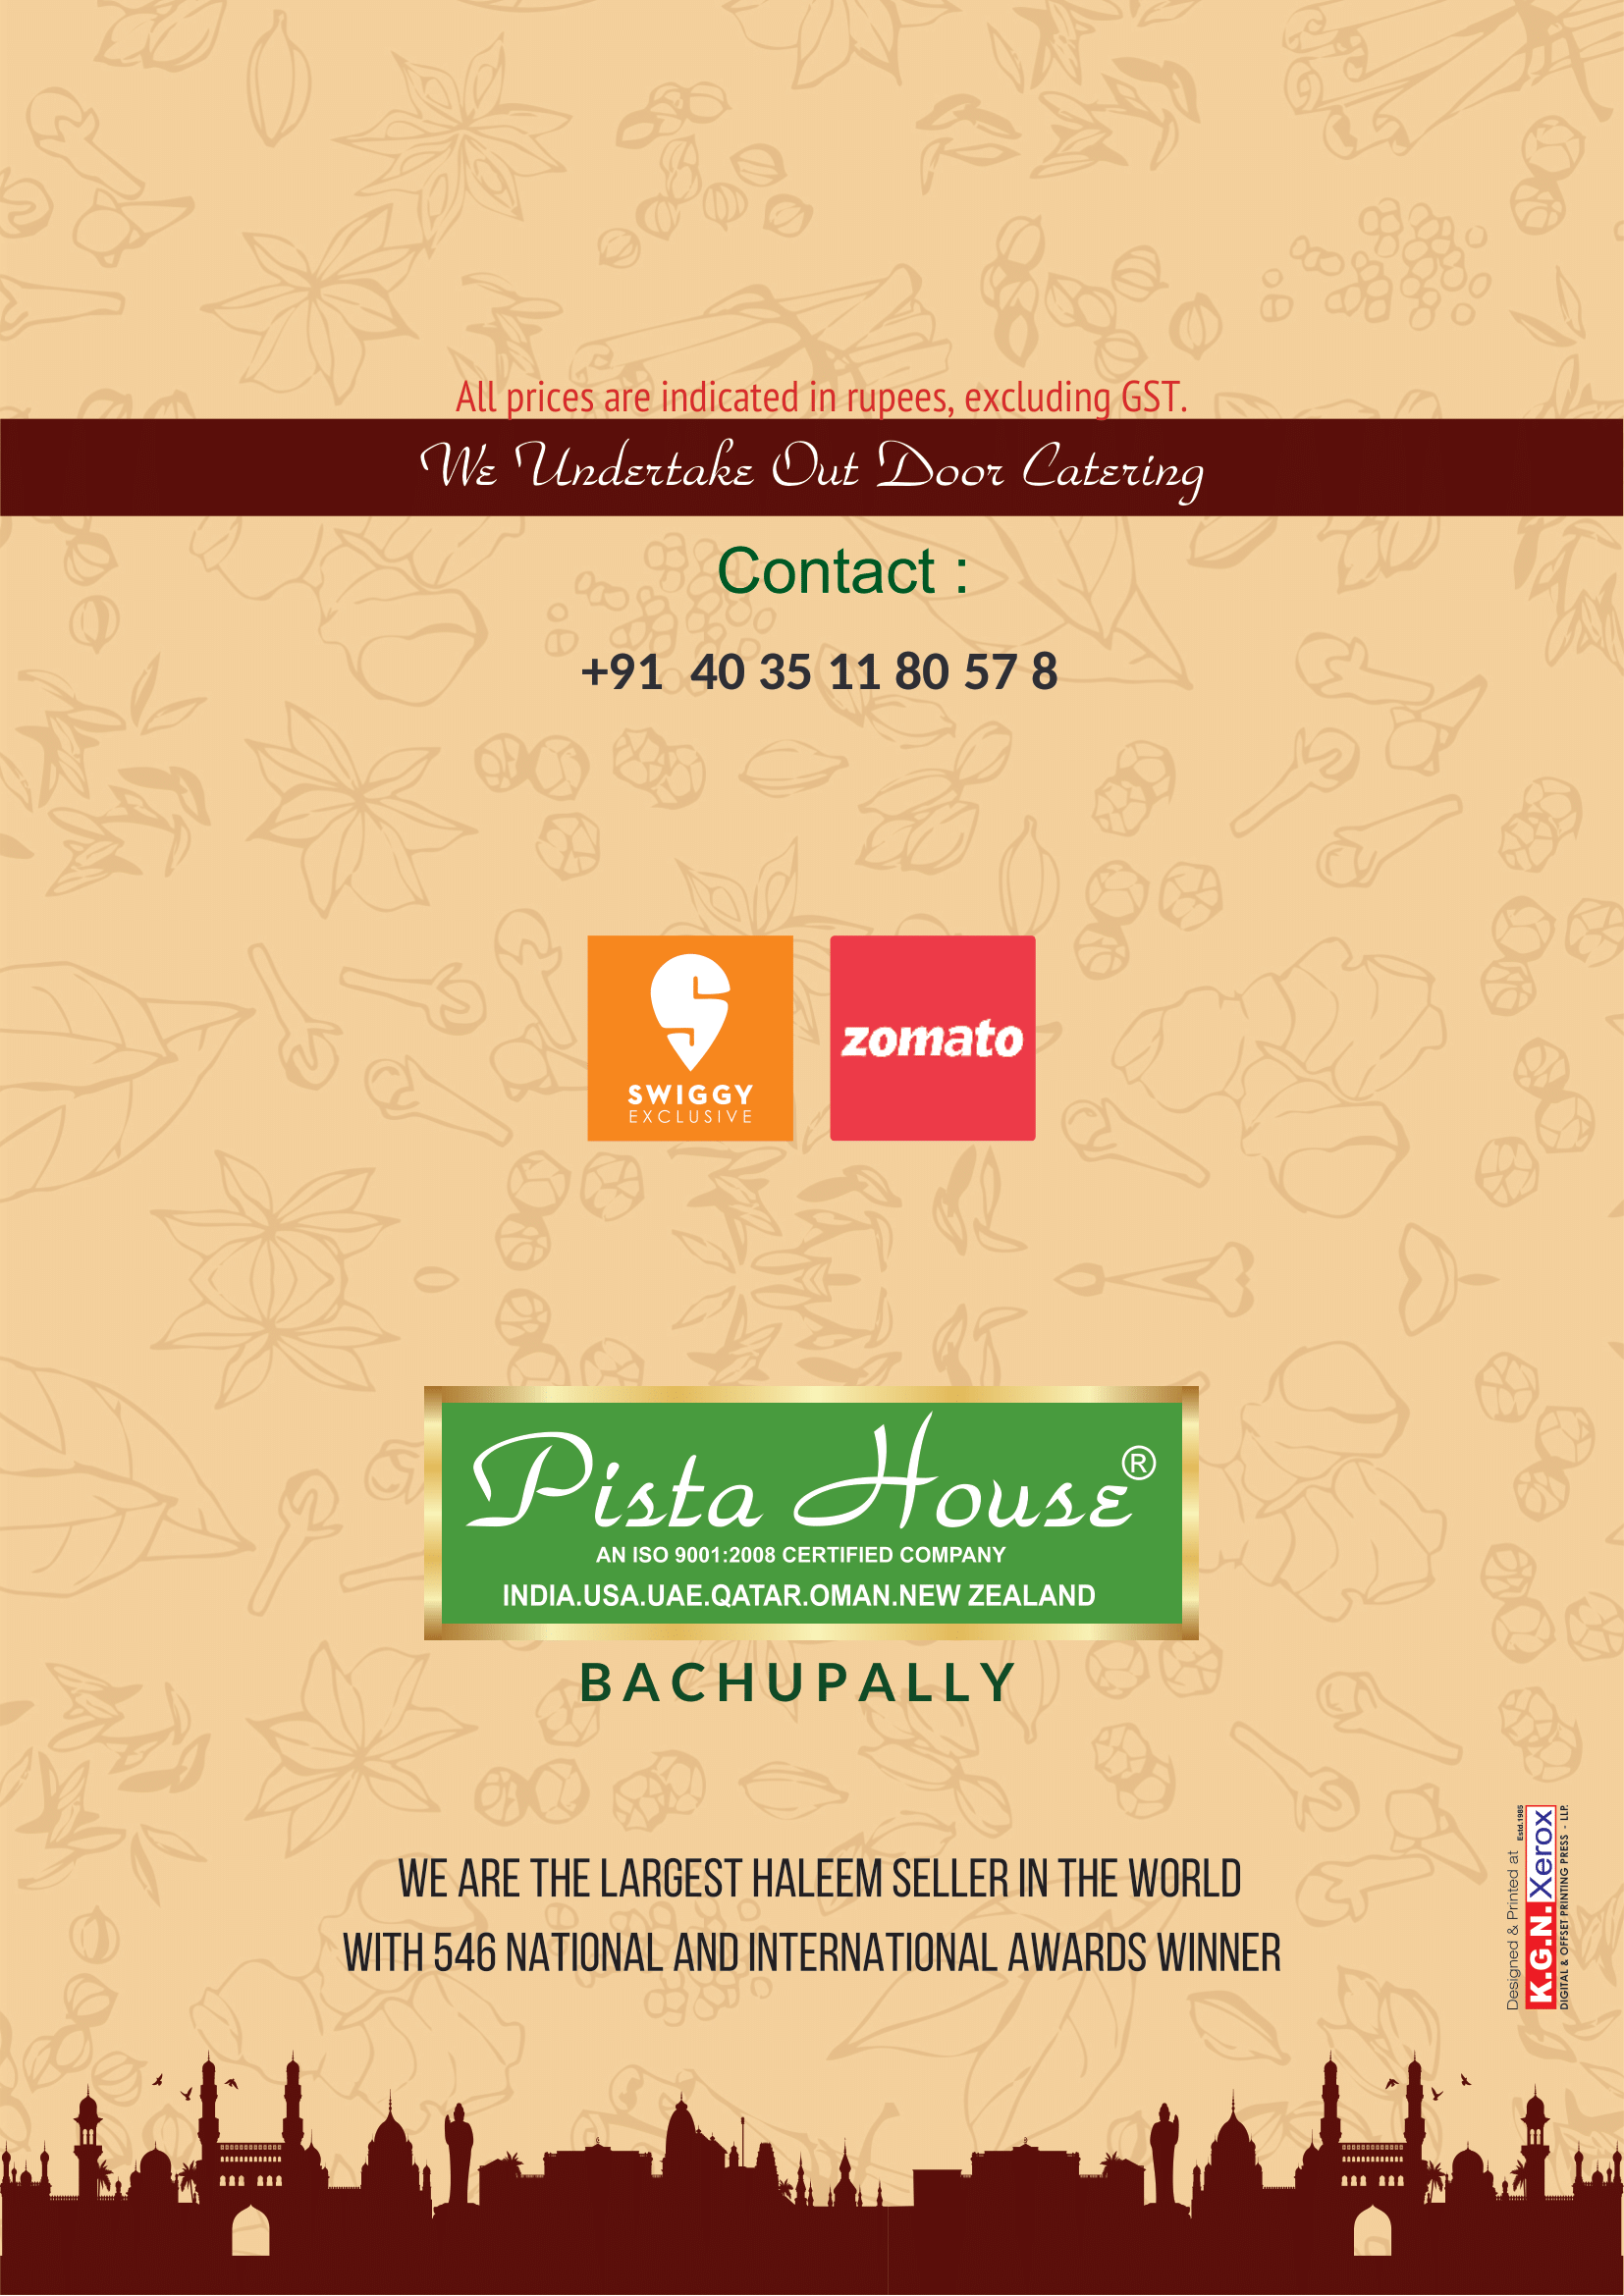 All prices are indicated in rupees, excluding GST.
We Undertake Out Door Catering
Contact :
+91 40 35 11 80 57 8
SWIGGY
EXCLUSIVE
zomato
Pista House®
AN ISO 9001:2008 CERTIFIED COMPANY
INDIA.USA.UAE.QATAR.OMAN.NEW ZEALAND
BACHUPALLY
WE ARE THE LARGEST HALEEM SELLER IN THE WORLD
WITH 546 NATIONAL AND INTERNATIONAL AWARDS WINNER
Designed & Printed at Estd.1985
K.G.N. Xerox
DIGITAL & OFFSET PRINTING PRESS - LLP.